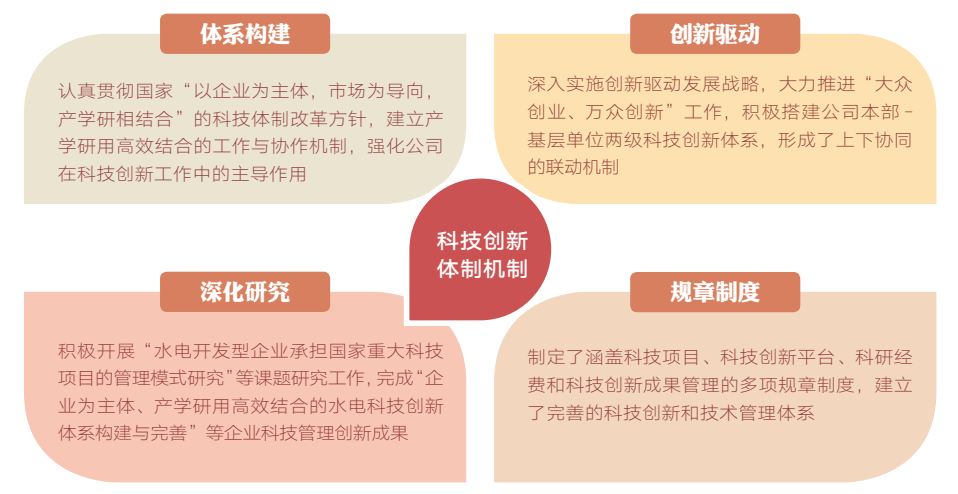 体系构建
认真贯彻国家“以企业为主体，市场为导向，
产学研相结合”的科技体制改革方针，建立产
学研用高效结合的工作与协作机制，强化公司
在科技创新工作中的主导作用
创新驱动
深入实施创新驱动发展战略，大力推进“大众
创业、万众创新”工作，积极搭建公司本部-
基层单位两级科技创新体系，形成了上下协同
的联动机制
科技创新
体制机制
深化研究
积极开展“水电开发型企业承担国家重大科技
项目的管理模式研究”等课题研究工作，完成“企
业为主体、产学研用高效结合的水电科技创新
体系构建与完善”等企业科技管理创新成果
规章制度
制定了涵盖科技项目、科技创新平台、科研经
费和科技创新成果管理的多项规章制度，建立
了完善的科技创新和技术管理体系